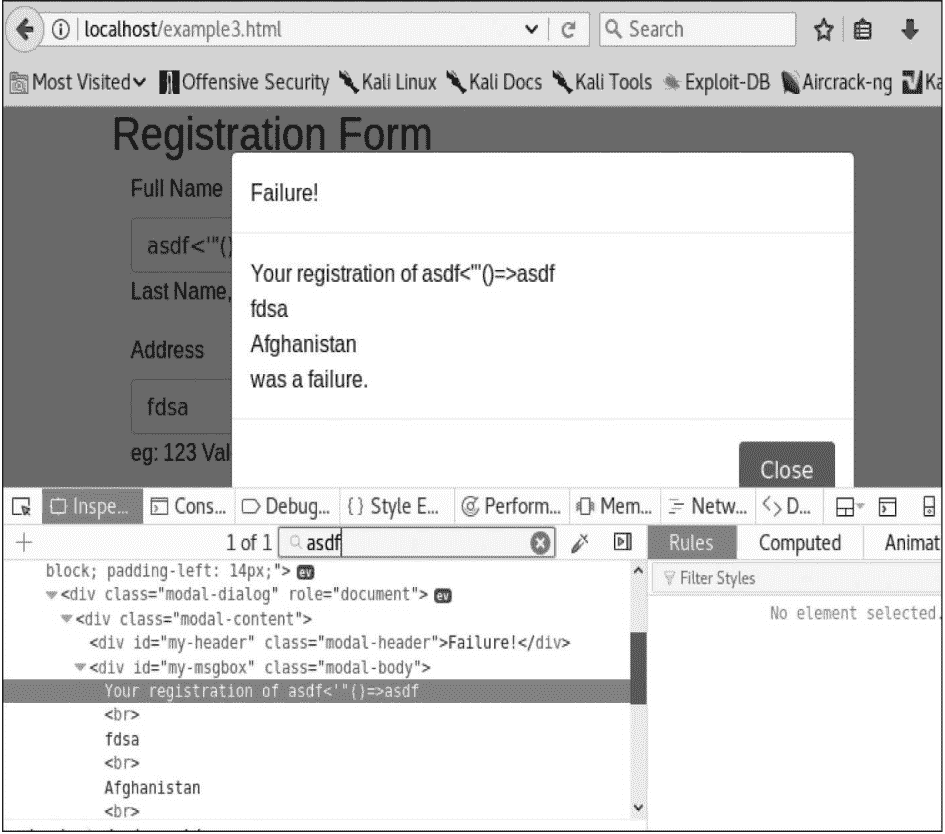 localhost/example3.html
Search
Most Visited Offensive Security Kali Linux Kali Docs Kali Tools Exploit-DB Aircrack-ng Ka
Registration Form
Full Name
asdf<'"()
Last Name,
Address
fdsa
eg: 123 Val
Failure!
Your registration of asdf<'"()=>asdf
fdsa
Afghanistan
was a failure.
Close
Inspe... Cons... Debug... {} Style E... Perform... Mem... Netw... D...
+ 1 of 1 asdf
Rules Computed Animat
block; padding-left: 14px;"> ev
<div class="modal-dialog" role="document"> ev
<div class="modal-content">
<div id="my-header" class="modal-header">Failure!</div>
<div id="my-msgbox" class="modal-body">
Your registration of asdf<'"()=>asdf
<br>
fdsa
<br>
Afghanistan
<br>
Filter Styles
No element selected.